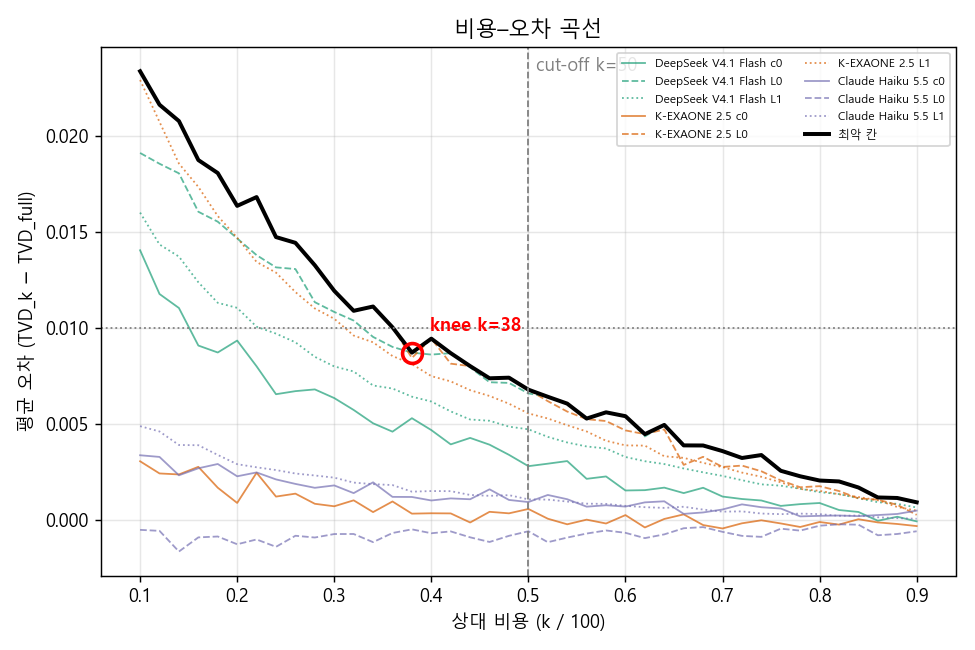 비용–오차 곡선
cut-off k=50
DeepSeek V4.1 Flash c0
DeepSeek V4.1 Flash L0
DeepSeek V4.1 Flash L1
K-EXAONE 2.5 c0
K-EXAONE 2.5 L0
K-EXAONE 2.5 L1
Claude Haiku 5.5 c0
Claude Haiku 5.5 L0
Claude Haiku 5.5 L1
최악 칸
knee k=38
평균 오차 (TVD_k − TVD_full)
0.020
0.015
0.010
0.005
0.000
0.1 0.2 0.3 0.4 0.5 0.6 0.7 0.8 0.9
상대 비용 (k / 100)